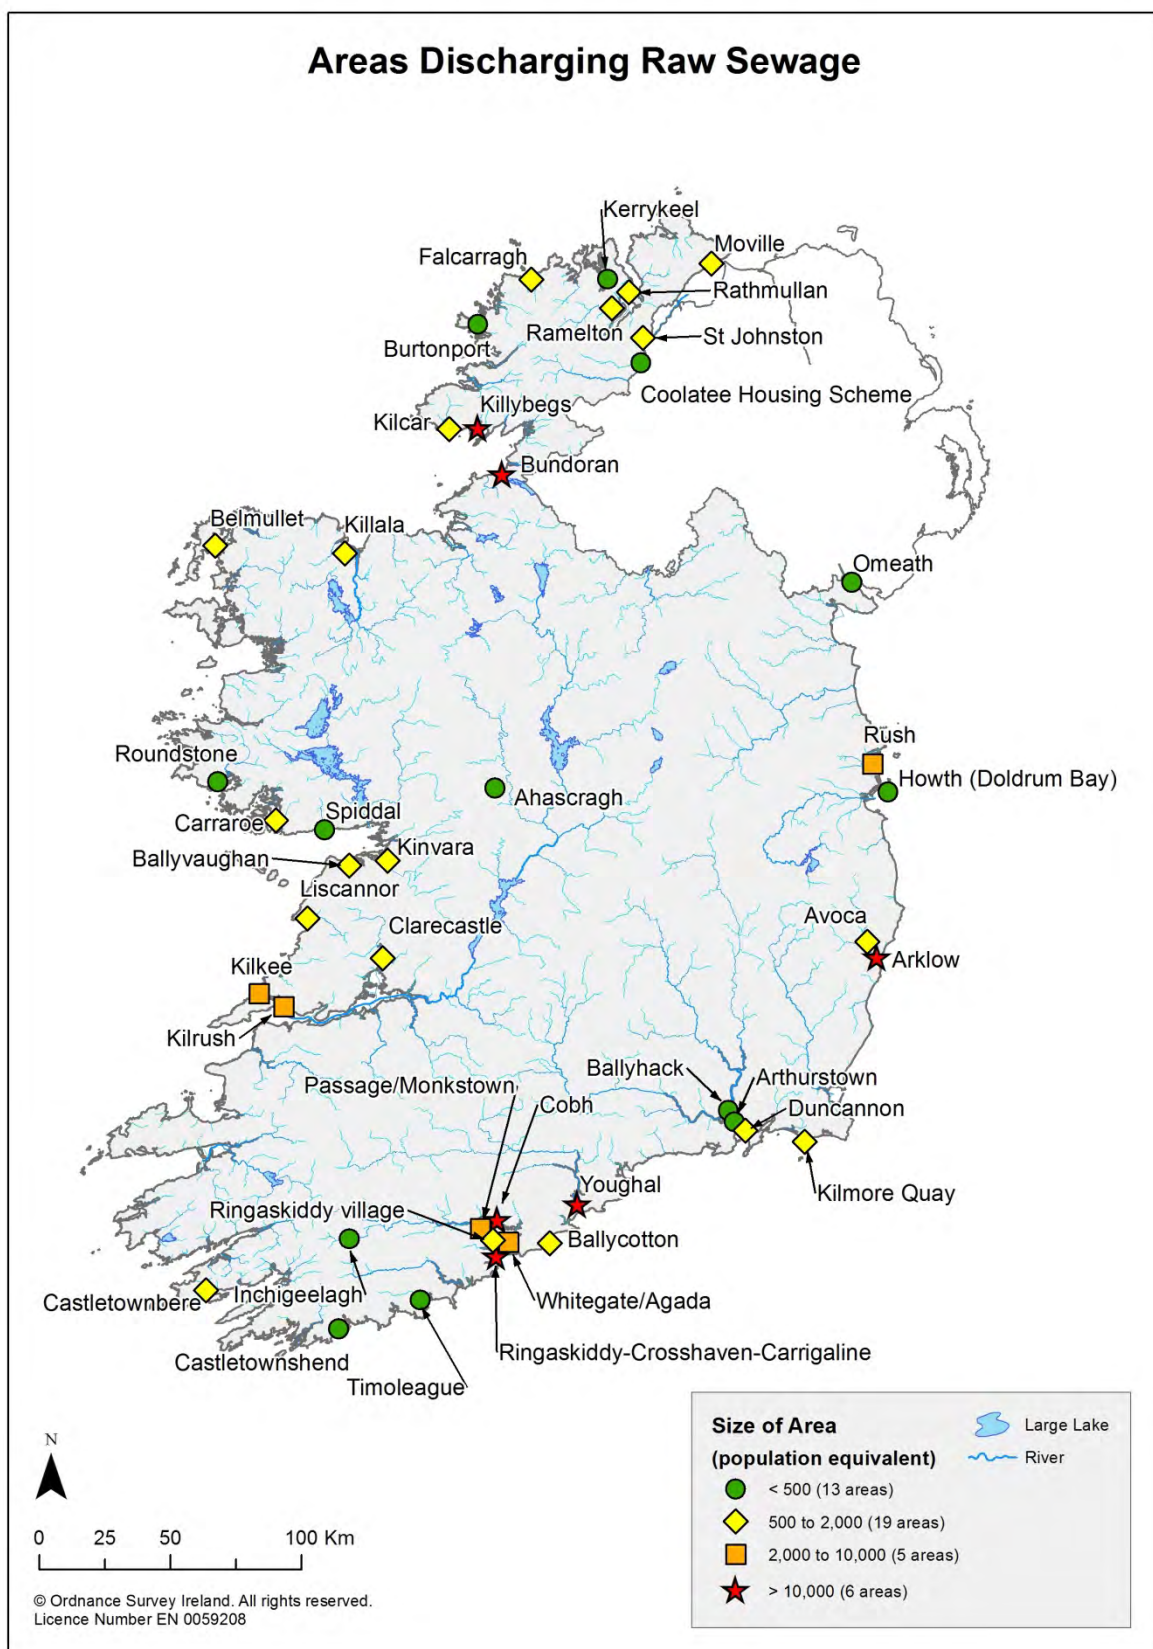 Areas Discharging Raw Sewage
Kerrykeel
Moville
Falcarragh
Rathmullan
Ramelton
St Johnston
Burtonport
Coolatee Housing Scheme
Killybegs
Kilcar
Bundoran
Belmullet
Killala
Omeath
Rush
Roundstone
Howth (Doldrum Bay)
Ahascragh
Spiddal
Carraroe
Kinvara
Ballyvaughan
Liscannor
Avoca
Clarecastle
Arklow
Kilkee
Kilrush
Ballyhack
Arthurstown
Passage/Monkstown
Cobh
Duncannon
Youghal
Kilmore Quay
Ringaskiddy village
Ballycotton
Inchigeelagh
Whitegate/Agada
Castletownbere
Ringaskiddy-Crosshaven-Carrigaline
Castletownshend
Timoleague
Size of Area
(population equivalent)
< 500 (13 areas)
500 to 2,000 (19 areas)
2,000 to 10,000 (5 areas)
> 10,000 (6 areas)
Large Lake
River
N
0 25 50 100 Km
© Ordnance Survey Ireland. All rights reserved.
Licence Number EN 0059208